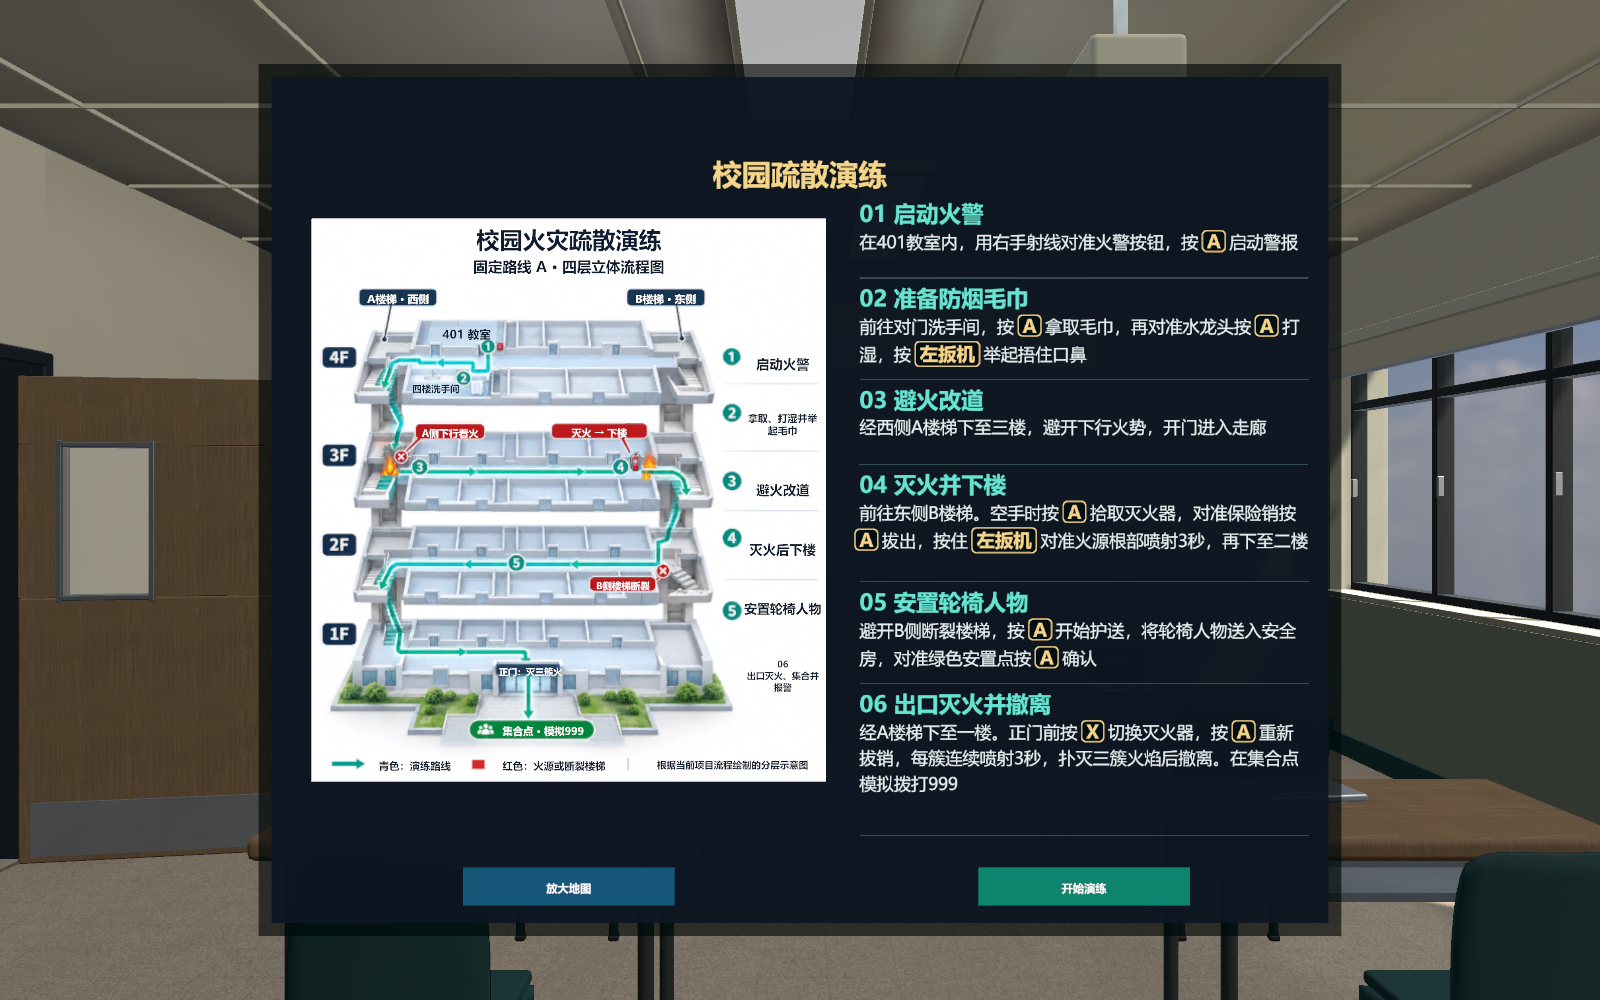 校园疏散演练
校园火灾疏散演练
固定路线 A·四层立体流程图
A楼梯·西侧
B楼梯·东侧
401 教室
1
4F
2
四楼洗手间
A侧下行着火
灭火→下楼
3F
3
4
2F
5
B侧楼梯断裂
1F
正门：灭三簇火
集合点·模拟999
1
启动火警
2
拿取、打湿并举
起毛巾
3
避火改道
4
灭火后下楼
5 安置轮椅人物
06
出口灭火、集合并
报警
青色：演练路线
红色：火源或断裂楼梯
根据当前项目流程绘制的分层示意图
01 启动火警
在401教室内，用右手射线对准火警按钮，按 A 启动警报
02 准备防烟毛巾
前往对门洗手间，按 A 拿取毛巾，再对准水龙头按 A 打
湿，按 左扳机 举起捂住口鼻
03 避火改道
经西侧A楼梯下至三楼，避开下行火势，开门进入走廊
04 灭火并下楼
前往东侧B楼梯。空手时按 A 拾取灭火器，对准保险销按
A 拔出，按住 左扳机 对准火源根部喷射3秒，再下至二楼
05 安置轮椅人物
避开B侧断裂楼梯，按 A 开始护送，将轮椅人物送入安全
房，对准绿色安置点按 A 确认
06 出口灭火并撤离
经A楼梯下至一楼。正门前按 X 切换灭火器，按 A 重新
拔销，每簇连续喷射3秒，扑灭三簇火焰后撤离。在集合点
模拟拨打999
放大地图
开始演练